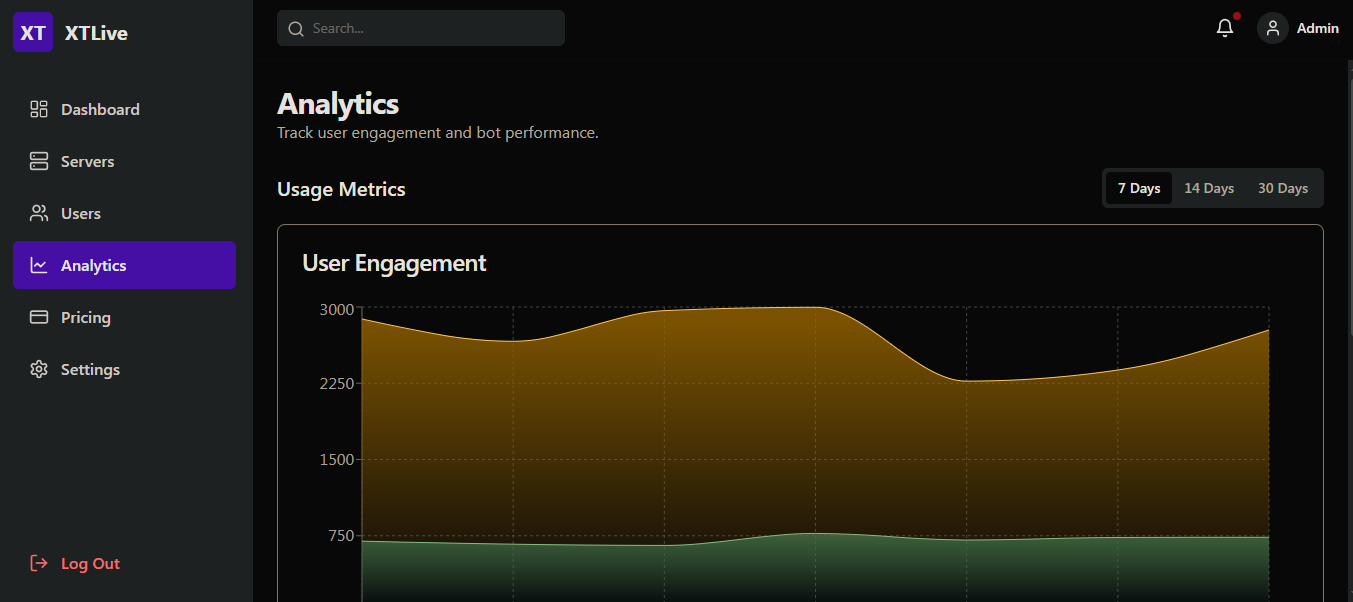 XT XTLive
Search...
Admin
Dashboard
Servers
Users
Analytics
Pricing
Settings
Log Out
Analytics
Track user engagement and bot performance.
Usage Metrics
7 Days 14 Days 30 Days
User Engagement
3000
2250
1500
750